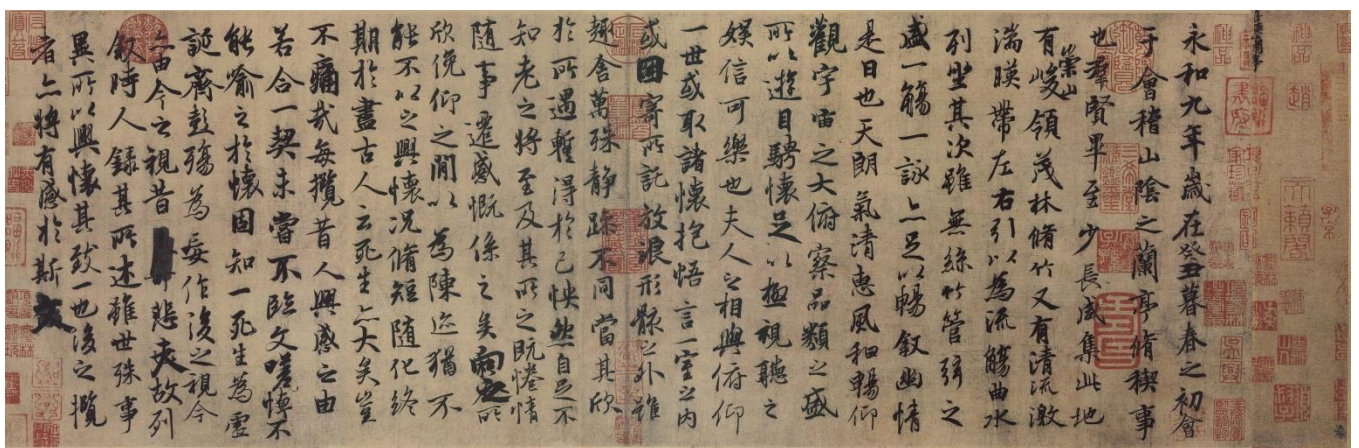 永和九年歲在癸丑暮春之初會
于會稽山陰之蘭亭脩稧事
也羣賢畢至少長咸集此地
有崇山峻領茂林脩竹又有清流激
湍暎帶左右引以為流觴曲水
列坐其次雖無絲竹管弦之
盛一觴一詠亦足以暢敘幽情
是日也天朗氣清惠風和暢仰
觀宇宙之大俯察品類之盛
所以遊目騁懷足以極視聽之
娛信可樂也夫人之相與俯仰
一世或取諸懷抱悟言一室之內
或因寄所託放浪形骸之外雖
趣舍萬殊靜躁不同當其欣
於所遇蹔得於己怏然自足不
知老之將至及其所之既惓情
隨事遷感慨係之矣向之所
欣俛仰之閒以為陳迹猶不
能不以之興懷況脩短隨化終
期於盡古人云死生亦大矣豈
不痛哉每攬昔人興感之由
若合一契未嘗不臨文嗟悼不
能喻之於懷固知一死生為虛
誕齊彭殤為妄作後之視今
亦由今之視昔悲夫故列
敘時人錄其所述雖世殊事
異所以興懷其致一也後之攬
者亦將有感於斯文